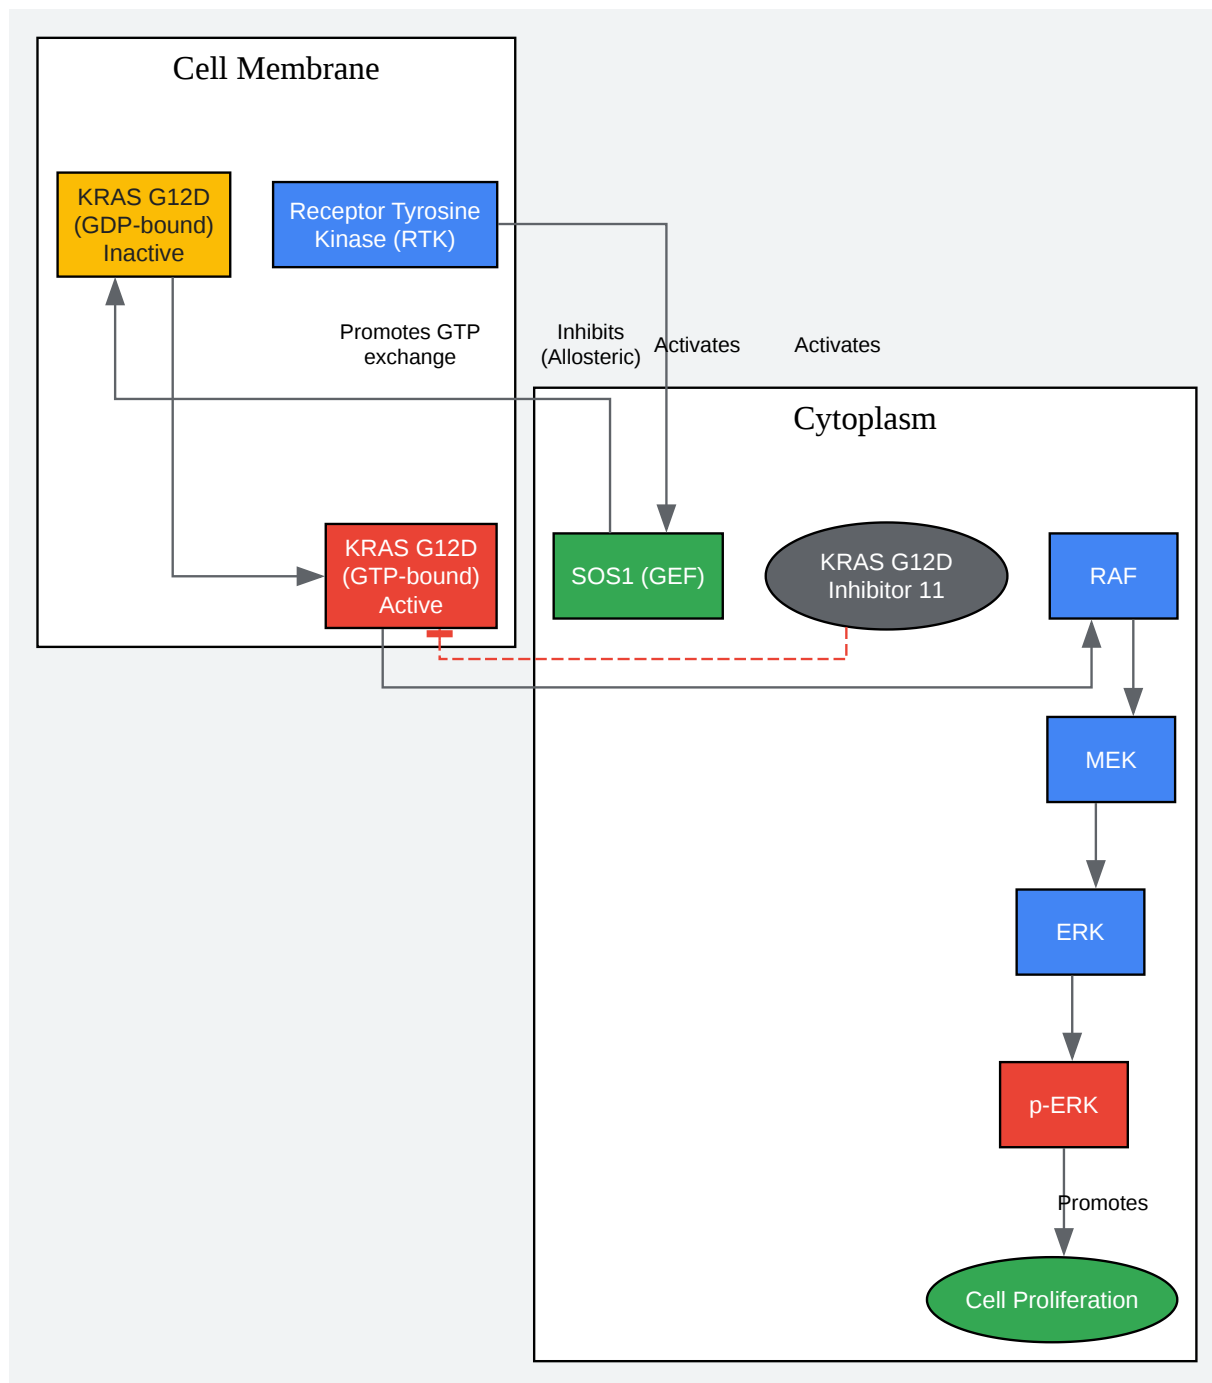 Cell Membrane
KRAS G12D
(GDP-bound)
Inactive
Receptor Tyrosine
Kinase (RTK)
Promotes GTP
exchange
Inhibits
(Allosteric)
Activates
Activates
Cytoplasm
KRAS G12D
(GTP-bound)
Active
SOS1 (GEF)
KRAS G12D
Inhibitor 11
RAF
MEK
ERK
p-ERK
Promotes
Cell Proliferation